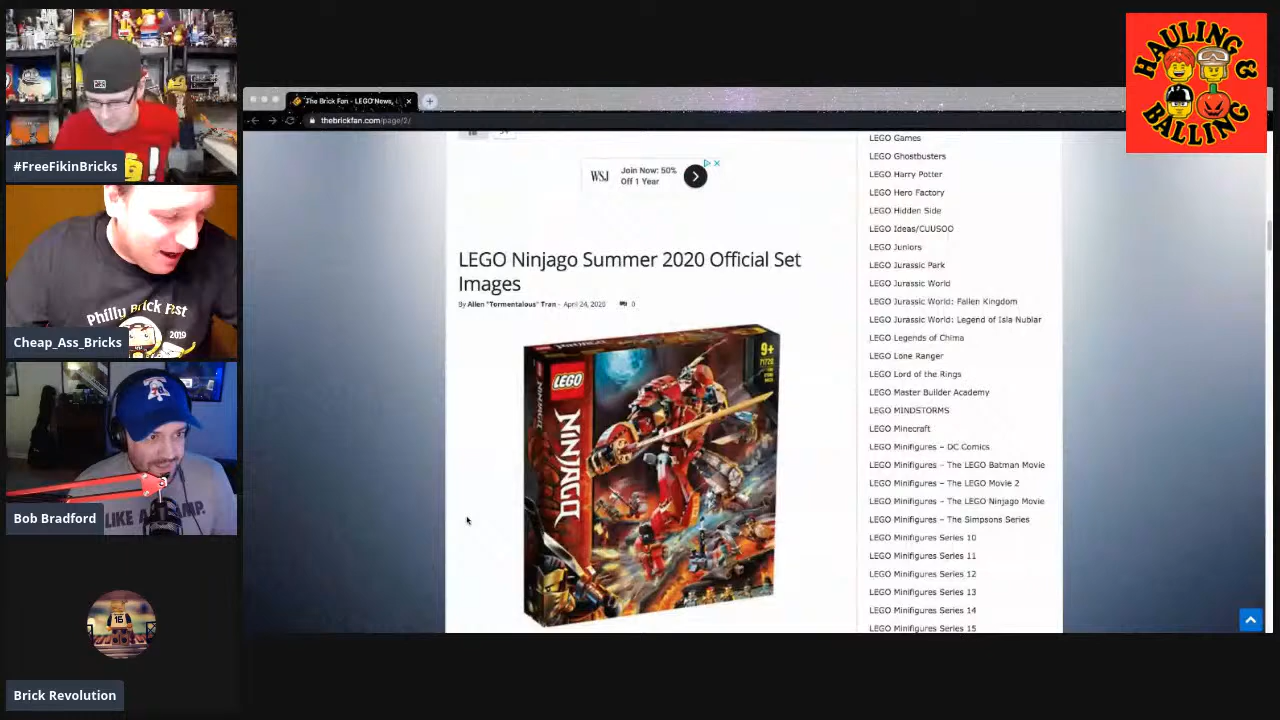 #FreeFikinBricks
Philly Brick Fest
2019
Cheap_Ass_Bricks
LIKE A CHAMP.
Bob Bradford
16
Brick Revolution
HAULING &
BALLING
The Brick Fan - LEGO News,
thebrickfan.com/page/2/
WSJ
Join Now: 50%
Off 1 Year
LEGO Ninjago Summer 2020 Official Set
Images
By Allen "Tormentalous" Tran - April 24, 2020
0
LEGO
NINJAGO
9+
71720
LEGO Games
LEGO Ghostbusters
LEGO Harry Potter
LEGO Hero Factory
LEGO Hidden Side
LEGO Ideas/CUUSOO
LEGO Juniors
LEGO Jurassic Park
LEGO Jurassic World
LEGO Jurassic World: Fallen Kingdom
LEGO Jurassic World: Legend of Isla Nublar
LEGO Legends of Chima
LEGO Lone Ranger
LEGO Lord of the Rings
LEGO Master Builder Academy
LEGO MINDSTORMS
LEGO Minecraft
LEGO Minifigures – DC Comics
LEGO Minifigures – The LEGO Batman Movie
LEGO Minifigures – The LEGO Movie 2
LEGO Minifigures – The LEGO Ninjago Movie
LEGO Minifigures – The Simpsons Series
LEGO Minifigures Series 10
LEGO Minifigures Series 11
LEGO Minifigures Series 12
LEGO Minifigures Series 13
LEGO Minifigures Series 14
LEGO Minifigures Series 15